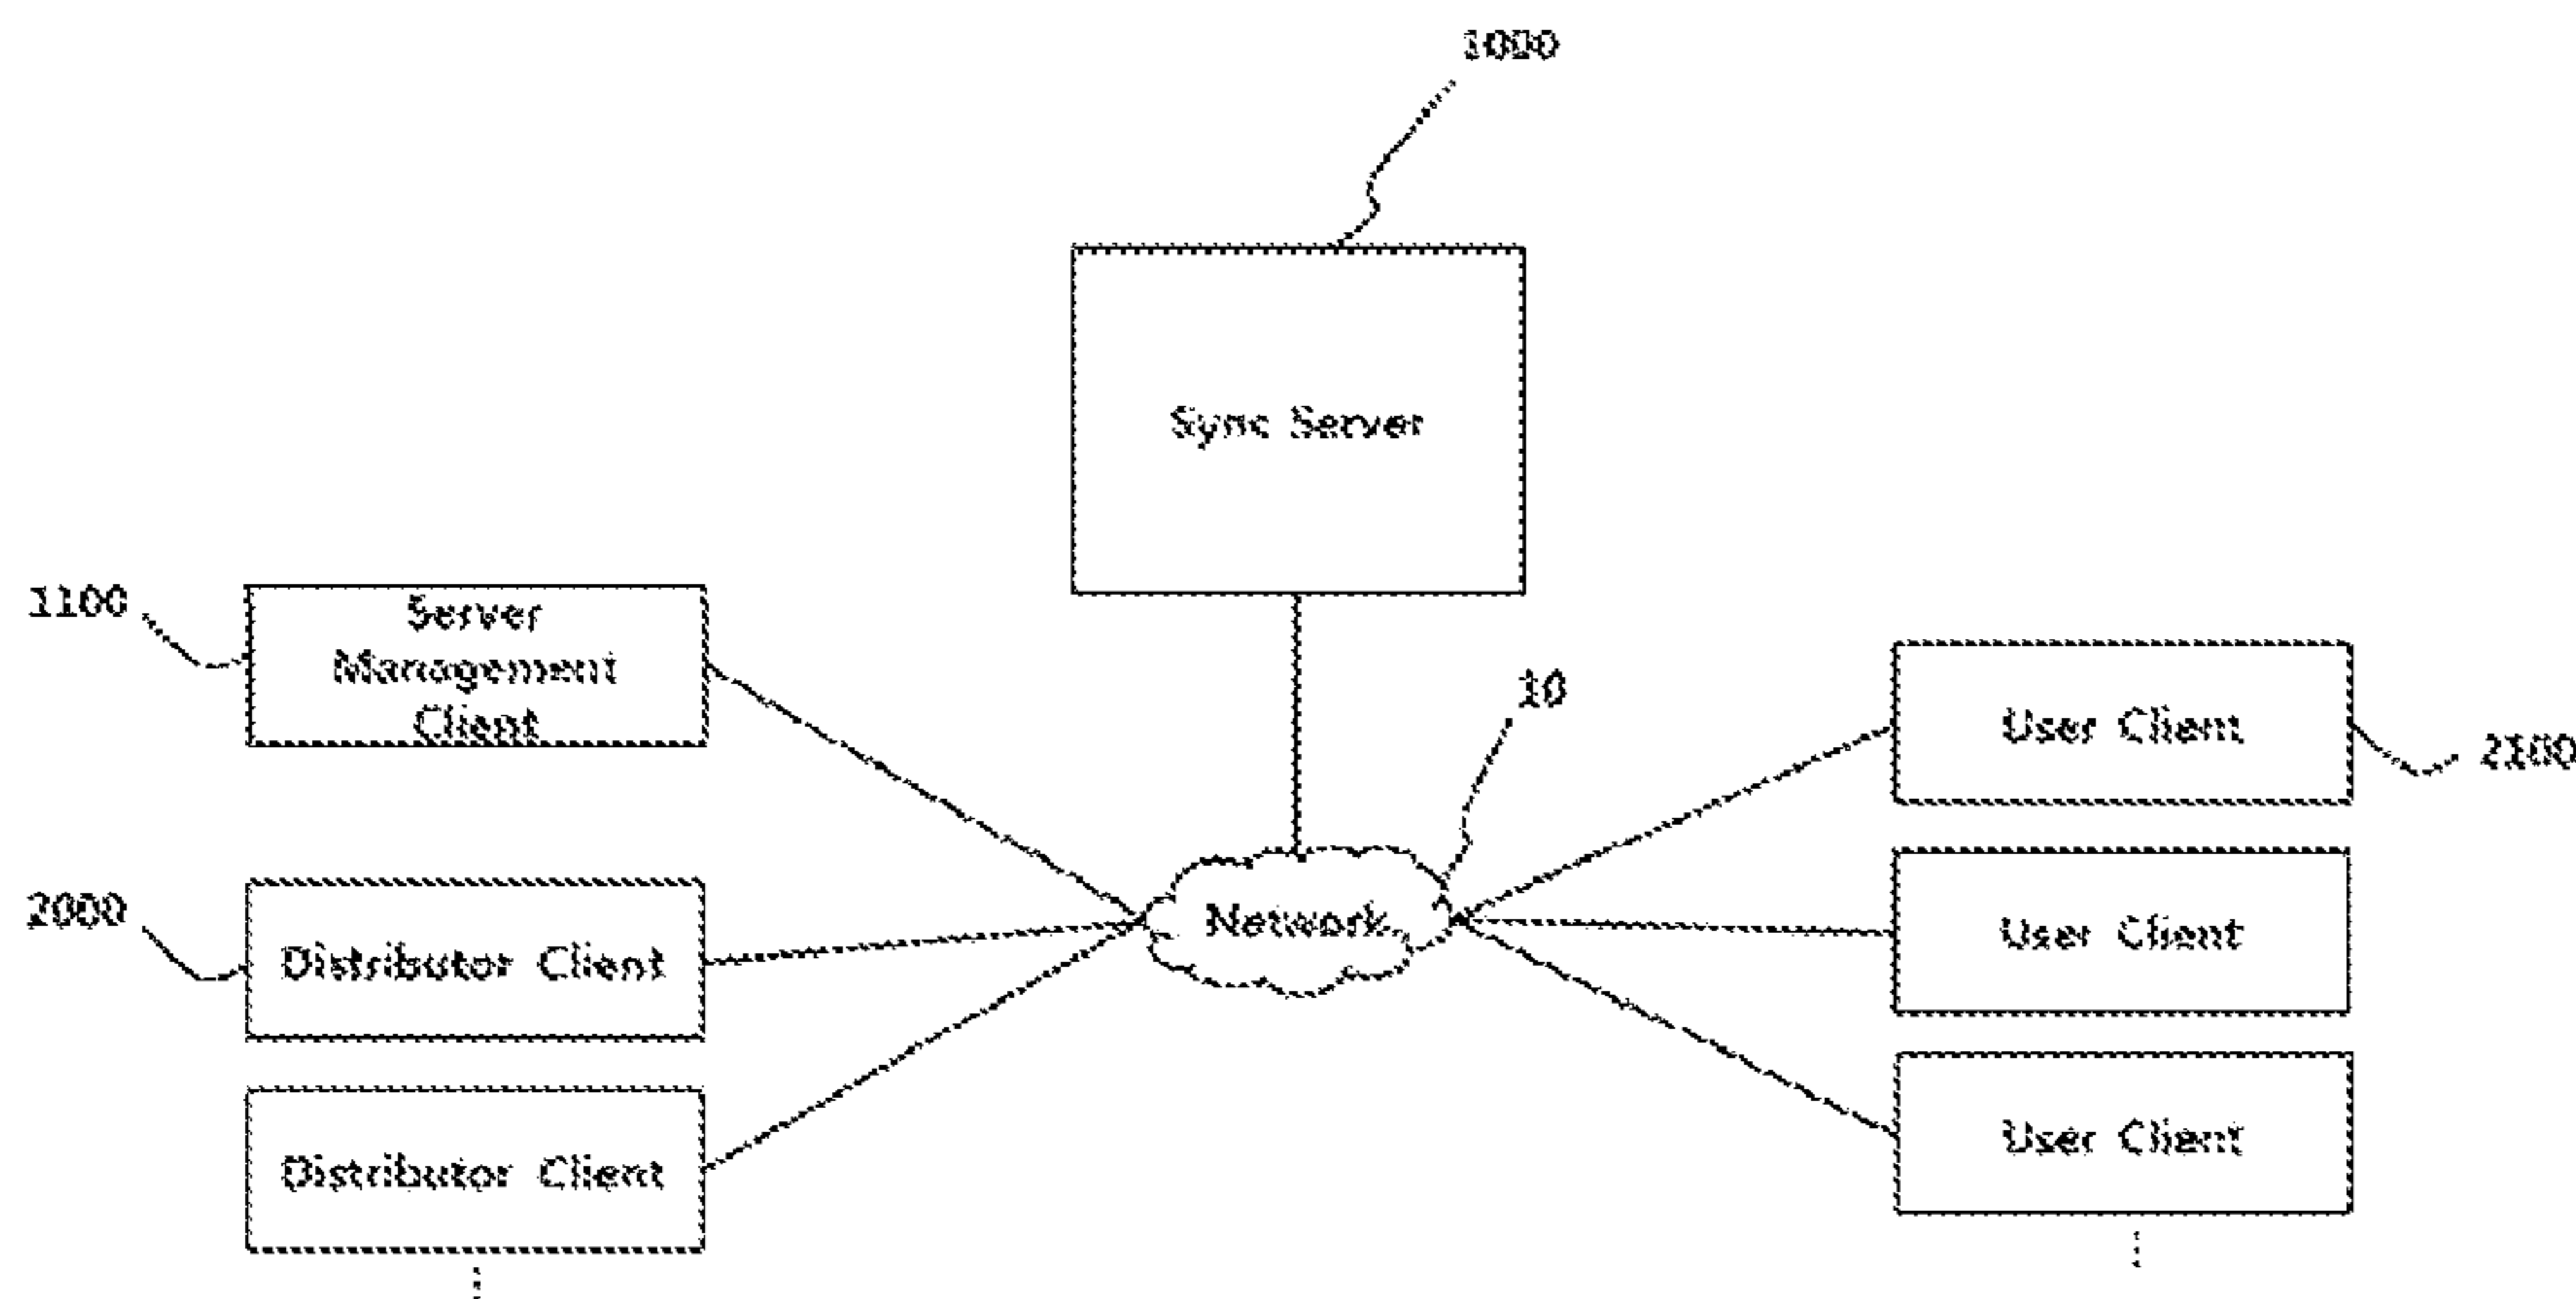 1000
Sync Server
1100
Server
Management
Client
10
User Client
2100
2000
Distributor Client
Network
User Client
Distributor Client
User Client